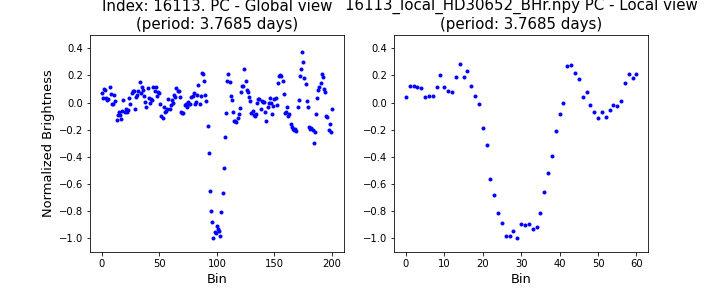 Index: 16113. PC - Global view
(period: 3.7685 days)
16113_local_HD30652_BHr.npy PC - Local view
(period: 3.7685 days)
Normalized Brightness
0.4
0.2
0.0
−0.2
−0.4
−0.6
−0.8
−1.0
0 50 100 150 200
Bin
0.4
0.2
0.0
−0.2
−0.4
−0.6
−0.8
−1.0
0 10 20 30 40 50 60
Bin